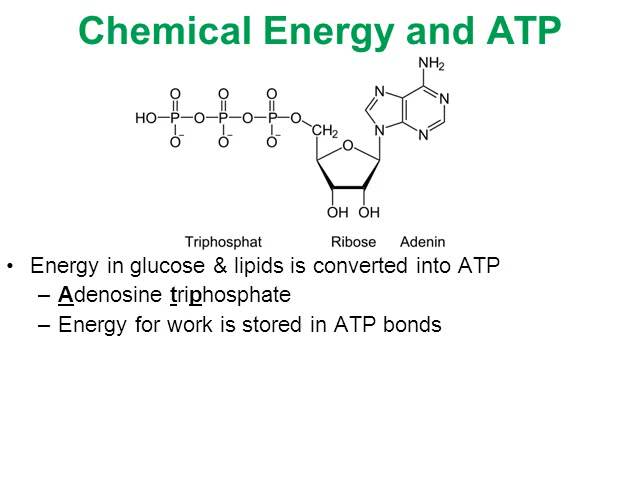 Chemical Energy and ATP
NH2
O O O
N N
HO–P–O–P–O–P–O
CH2 N N
O- O- O-
O
OH OH
Triphosphat Ribose Adenin
• Energy in glucose & lipids is converted into ATP
– Adenosine triphosphate
– Energy for work is stored in ATP bonds